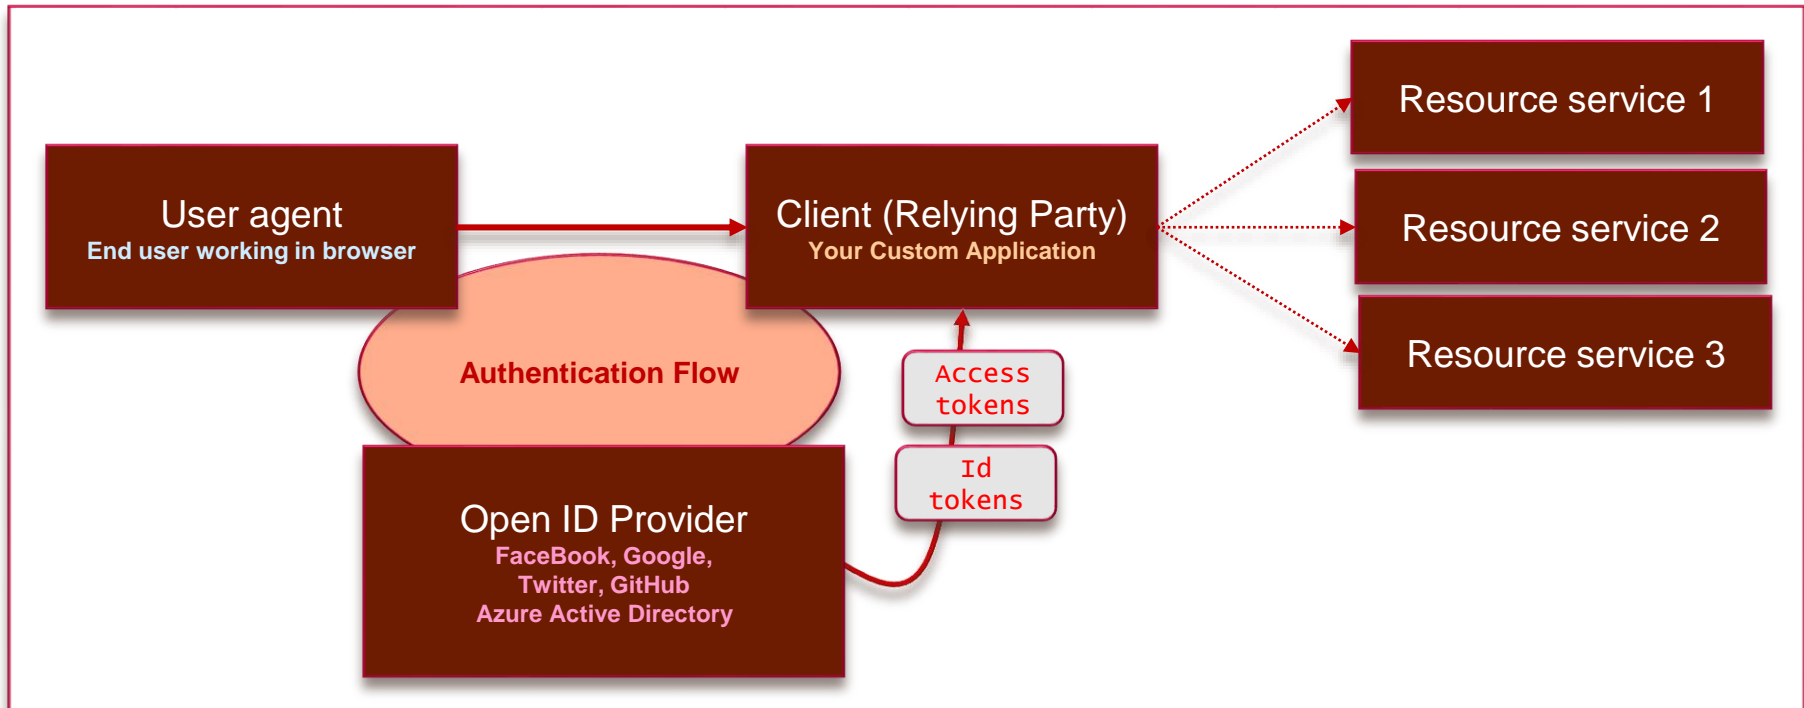 User agent
End user working in browser
Client (Relying Party)
Your Custom Application
Resource service 1
Resource service 2
Resource service 3
Authentication Flow
Access
tokens
Id
tokens
Open ID Provider
FaceBook, Google,
Twitter, GitHub
Azure Active Directory